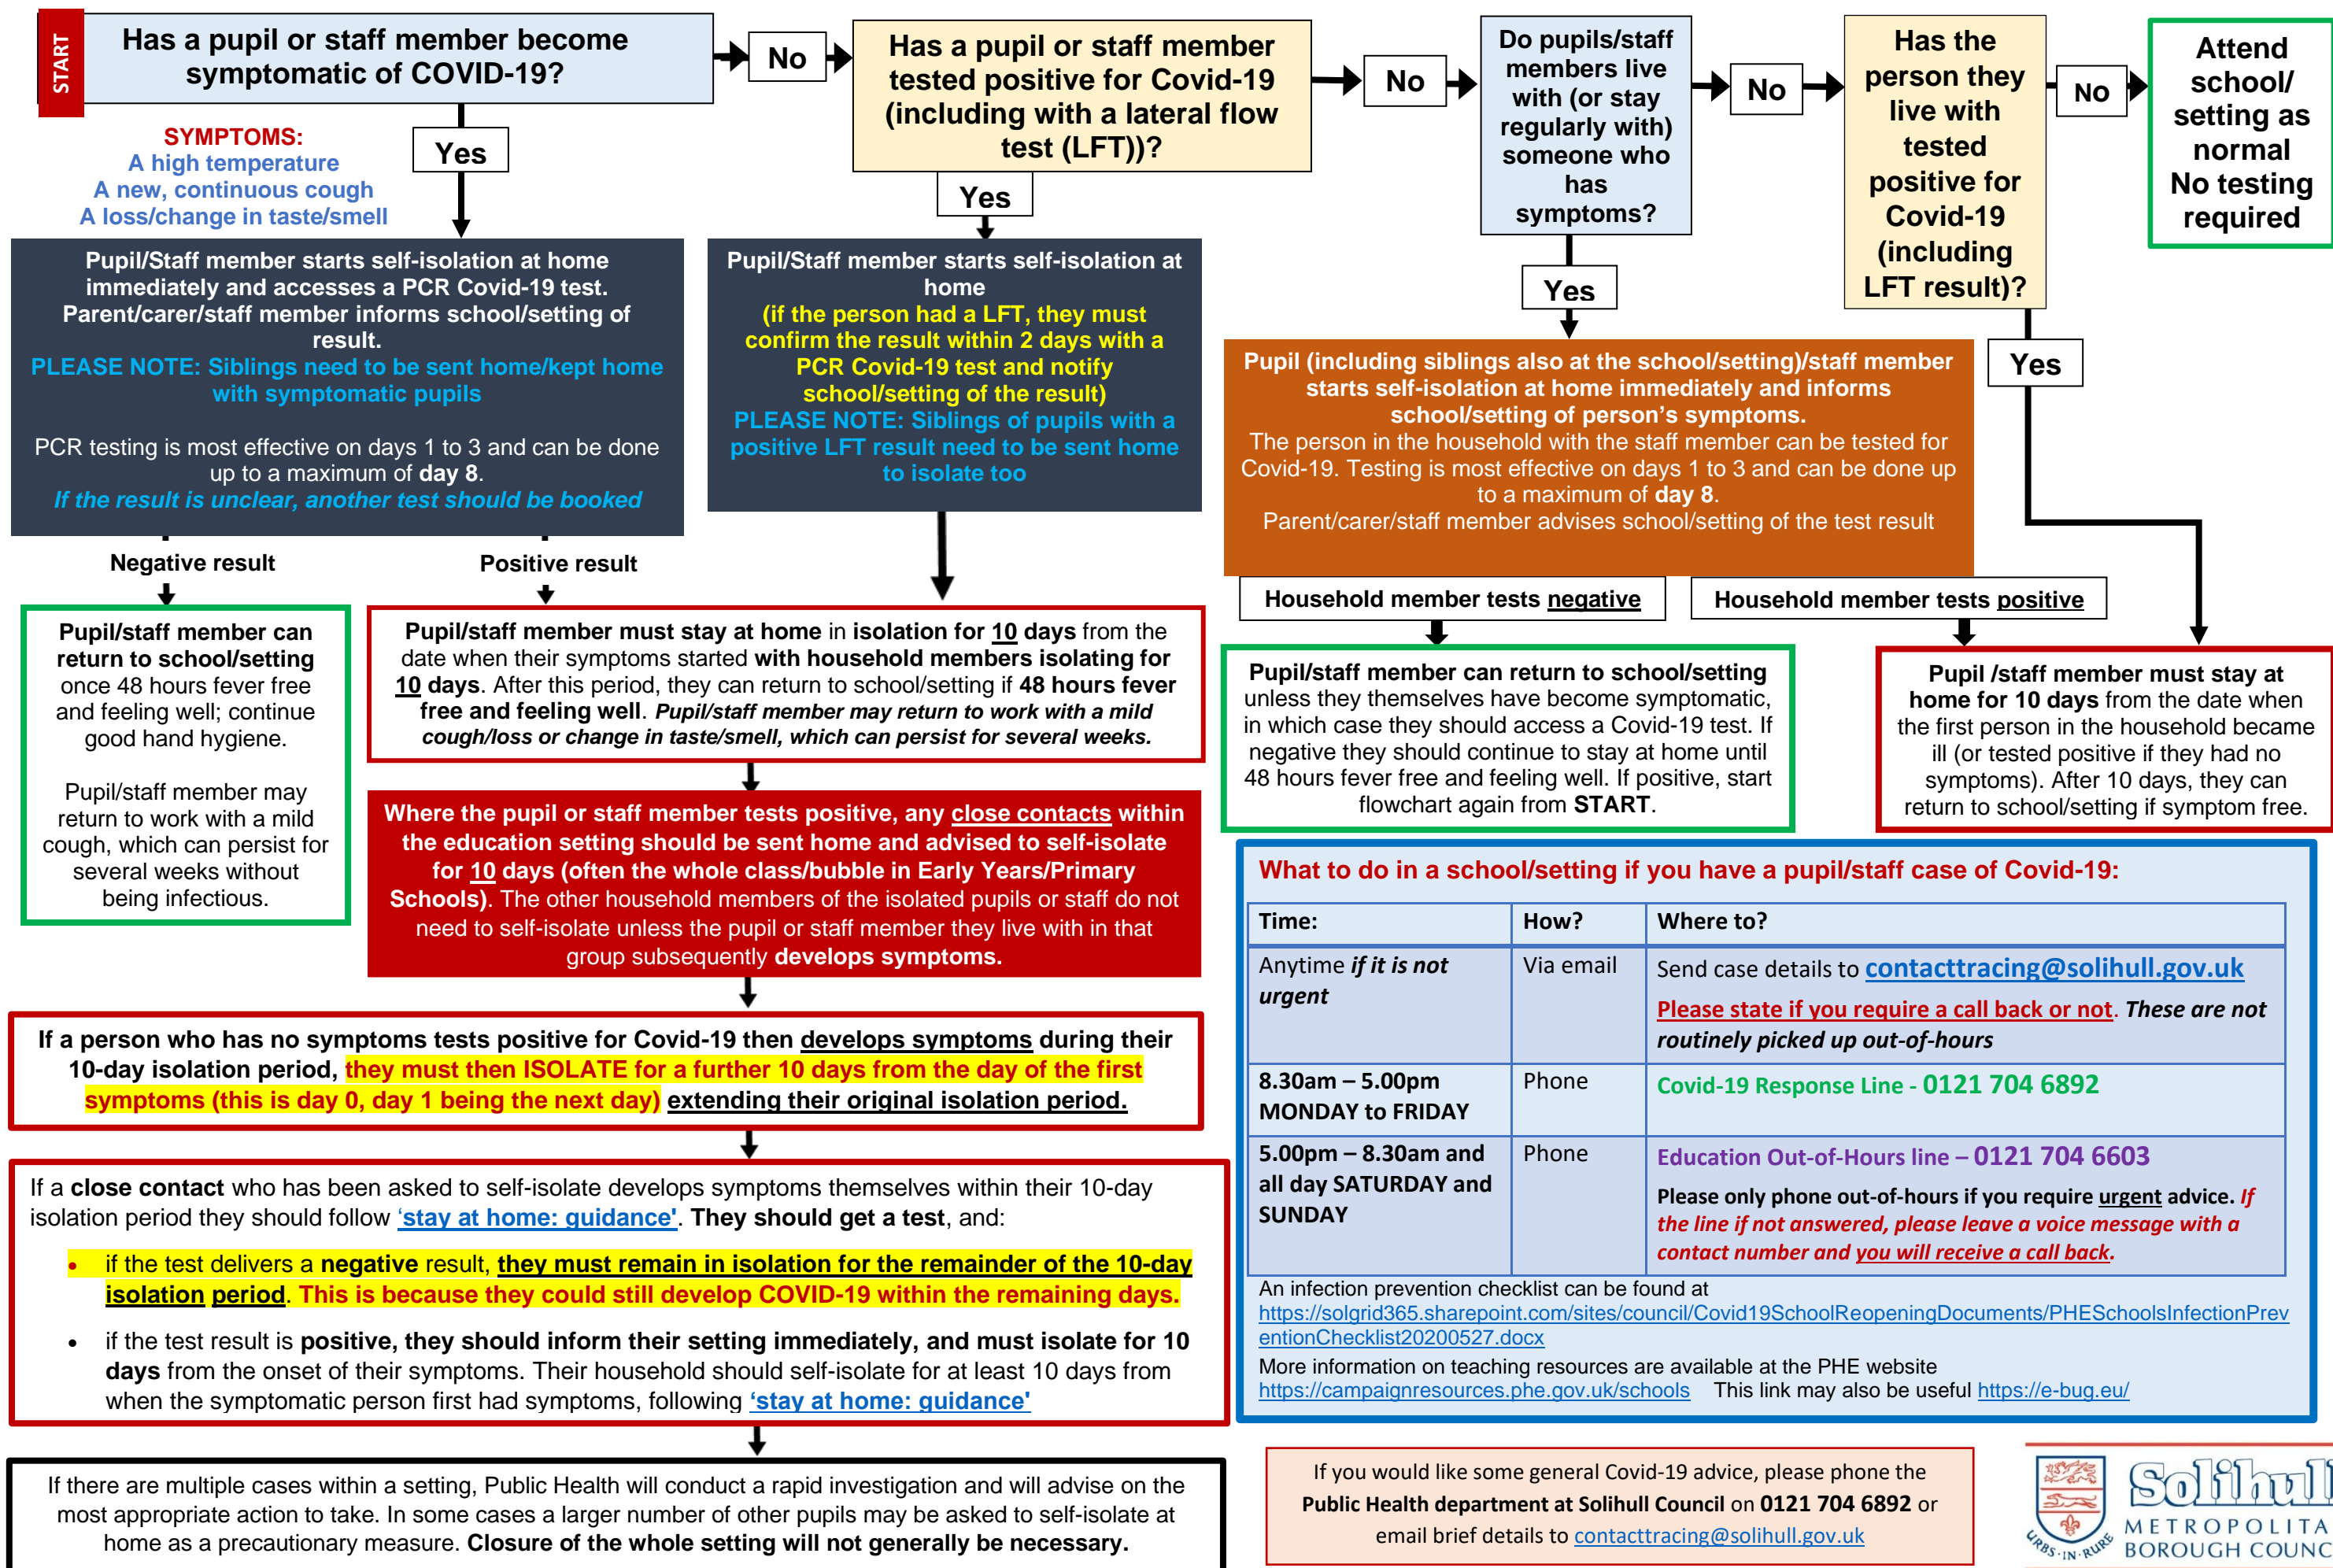 START
Has a pupil or staff member become
symptomatic of COVID-19?
No
Has a pupil or staff member
tested positive for Covid-19
(including with a lateral flow
test (LFT))?
No
Do pupils/staff
members live
with (or stay
regularly with)
someone who
has
symptoms?
No
Has the
person they
live with
tested
positive for
Covid-19
(including
LFT result)?
No
Attend
school/
setting as
normal
No testing
required
SYMPTOMS:
A high temperature
A new, continuous cough
A loss/change in taste/smell
Yes
Yes
Yes
Yes
Pupil/Staff member starts self-isolation at home
immediately and accesses a PCR Covid-19 test.
Parent/carer/staff member informs school/setting of
result.
PLEASE NOTE: Siblings need to be sent home/kept home
with symptomatic pupils
PCR testing is most effective on days 1 to 3 and can be done
up to a maximum of day 8.
If the result is unclear, another test should be booked
Pupil/Staff member starts self-isolation at
home
(if the person had a LFT, they must
confirm the result within 2 days with a
PCR Covid-19 test and notify
school/setting of the result)
PLEASE NOTE: Siblings of pupils with a
positive LFT result need to be sent home
to isolate too
Pupil (including siblings also at the school/setting)/staff member
starts self-isolation at home immediately and informs
school/setting of person's symptoms.
The person in the household with the staff member can be tested for
Covid-19. Testing is most effective on days 1 to 3 and can be done up
to a maximum of day 8.
Parent/carer/staff member advises school/setting of the test result
Negative result
Positive result
Household member tests negative
Household member tests positive
Pupil/staff member can
return to school/setting
once 48 hours fever free
and feeling well; continue
good hand hygiene.
Pupil/staff member may
return to work with a mild
cough, which can persist for
several weeks without
being infectious.
Pupil/staff member must stay at home in isolation for 10 days from the
date when their symptoms started with household members isolating for
10 days. After this period, they can return to school/setting if 48 hours fever
free and feeling well. Pupil/staff member may return to work with a mild
cough/loss or change in taste/smell, which can persist for several weeks.
Pupil/staff member can return to school/setting
unless they themselves have become symptomatic,
in which case they should access a Covid-19 test. If
negative they should continue to stay at home until
48 hours fever free and feeling well. If positive, start
flowchart again from START.
Pupil /staff member must stay at
home for 10 days from the date when
the first person in the household became
ill (or tested positive if they had no
symptoms). After 10 days, they can
return to school/setting if symptom free.
Where the pupil or staff member tests positive, any close contacts within
the education setting should be sent home and advised to self-isolate
for 10 days (often the whole class/bubble in Early Years/Primary
Schools). The other household members of the isolated pupils or staff do not
need to self-isolate unless the pupil or staff member they live with in that
group subsequently develops symptoms.
If a person who has no symptoms tests positive for Covid-19 then develops symptoms during their
10-day isolation period, they must then ISOLATE for a further 10 days from the day of the first
symptoms (this is day 0, day 1 being the next day) extending their original isolation period.
If a close contact who has been asked to self-isolate develops symptoms themselves within their 10-day
isolation period they should follow 'stay at home: guidance'. They should get a test, and:
• if the test delivers a negative result, they must remain in isolation for the remainder of the 10-day
isolation period. This is because they could still develop COVID-19 within the remaining days.
• if the test result is positive, they should inform their setting immediately, and must isolate for 10
days from the onset of their symptoms. Their household should self-isolate for at least 10 days from
when the symptomatic person first had symptoms, following 'stay at home: guidance'
If there are multiple cases within a setting, Public Health will conduct a rapid investigation and will advise on the
most appropriate action to take. In some cases a larger number of other pupils may be asked to self-isolate at
home as a precautionary measure. Closure of the whole setting will not generally be necessary.
What to do in a school/setting if you have a pupil/staff case of Covid-19:
Time: How? Where to?
Anytime if it is not
urgent
Via email
Send case details to contacttracing@solihull.gov.uk
Please state if you require a call back or not. These are not
routinely picked up out-of-hours
8.30am – 5.00pm
MONDAY to FRIDAY
Phone
Covid-19 Response Line - 0121 704 6892
5.00pm – 8.30am and
all day SATURDAY and
SUNDAY
Phone
Education Out-of-Hours line – 0121 704 6603
Please only phone out-of-hours if you require urgent advice. If
the line if not answered, please leave a voice message with a
contact number and you will receive a call back.
An infection prevention checklist can be found at
https://solgrid365.sharepoint.com/sites/council/Covid19SchoolReopeningDocuments/PHESchoolsInfectionPrev
entionChecklist20200527.docx
More information on teaching resources are available at the PHE website
https://campaignresources.phe.gov.uk/schools This link may also be useful https://e-bug.eu/
If you would like some general Covid-19 advice, please phone the
Public Health department at Solihull Council on 0121 704 6892 or
email brief details to contacttracing@solihull.gov.uk
Solihull
METROPOLITA
BOROUGH COUNC
URBS·IN·RURE